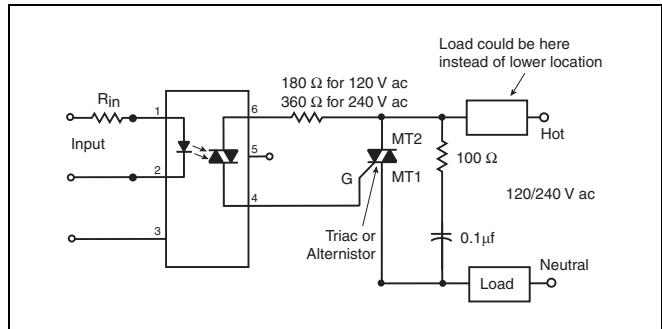 Load could be here
instead of lower location
180 Ω for 120 V ac
360 Ω for 240 V ac
Rin
1
6
Hot
Input
MT2
5
100 Ω
G
MT1
2
4
120/240 V ac
Triac or
Alternistor
3
0.1µf
Neutral
Load